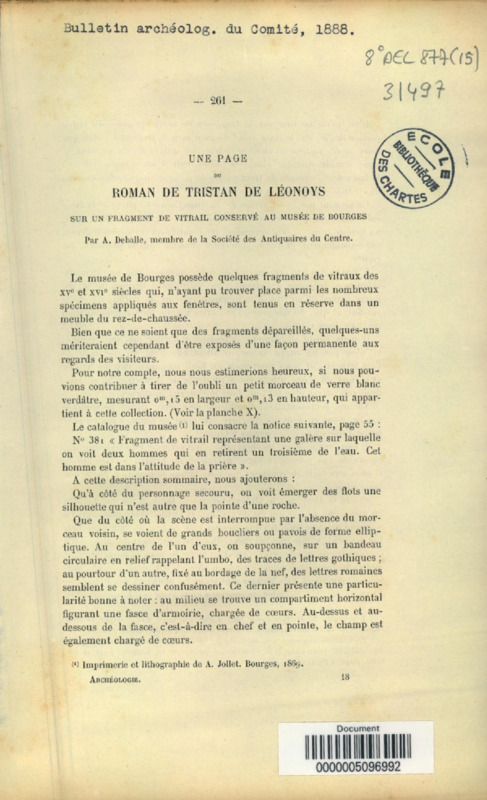 Bulletin archéolog. du Comité, 1888.
8° DEC 877(15)
31497
— 261 —
ECOLE
BIBLIOTHÈQUE
DES CHARTES
UNE PAGE
DU
ROMAN DE TRISTAN DE LÉONOYS
SUR UN FRAGMENT DE VITRAIL CONSERVÉ AU MUSÉE DE BOURGES
Par A. Dehalle, membre de la Société des Antiquaires du Centre.
Le musée de Bourges possède quelques fragments de vitraux des
XVe et XVIe siècles qui, n'ayant pu trouver place parmi les nombreux
spécimens appliqués aux fenêtres, sont tenus en réserve dans un
meuble du rez-de-chaussée.
Bien que ce ne soient que des fragments dépareillés, quelques-uns
mériteraient cependant d'être exposés d'une façon permanente aux
regards des visiteurs.
Pour notre compte, nous nous estimerions heureux, si nous pou-
vions contribuer à tirer de l'oubli un petit morceau de verre blanc
verdâtre, mesurant 0m,15 en largeur et 0m,13 en hauteur, qui appar-
tient à cette collection. (Voir la planche X).
Le catalogue du musée (1) lui consacre la notice suivante, page 55 :
N° 381 « Fragment de vitrail représentant une galère sur laquelle
on voit deux hommes qui en retirent un troisième de l'eau. Cet
homme est dans l'attitude de la prière ».
A cette description sommaire, nous ajouterons :
Qu'à côté du personnage secouru, on voit émerger des flots une
silhouette qui n'est autre que la pointe d'une roche.
Que du côté où la scène est interrompue par l'absence du mor-
ceau voisin, se voient de grands boucliers ou pavois de forme ellip-
tique. Au centre de l'un d'eux, on soupçonne, sur un bandeau
circulaire en relief rappelant l'umbo, des traces de lettres gothiques ;
au pourtour d'un autre, fixé au bordage de la nef, des lettres romaines
semblent se dessiner confusément. Ce dernier présente une particu-
larité bonne à noter : au milieu se trouve un compartiment horizontal
figurant une fasce d'armoirie, chargée de cœurs. Au-dessus et au-
dessous de la fasce, c'est-à-dire en chef et en pointe, le champ est
également chargé de cœurs.
(1) Imprimerie et lithographie de A. Jollet. Bourges, 1869.
ARCHÉOLOGIE.
18
Document
0000005096992